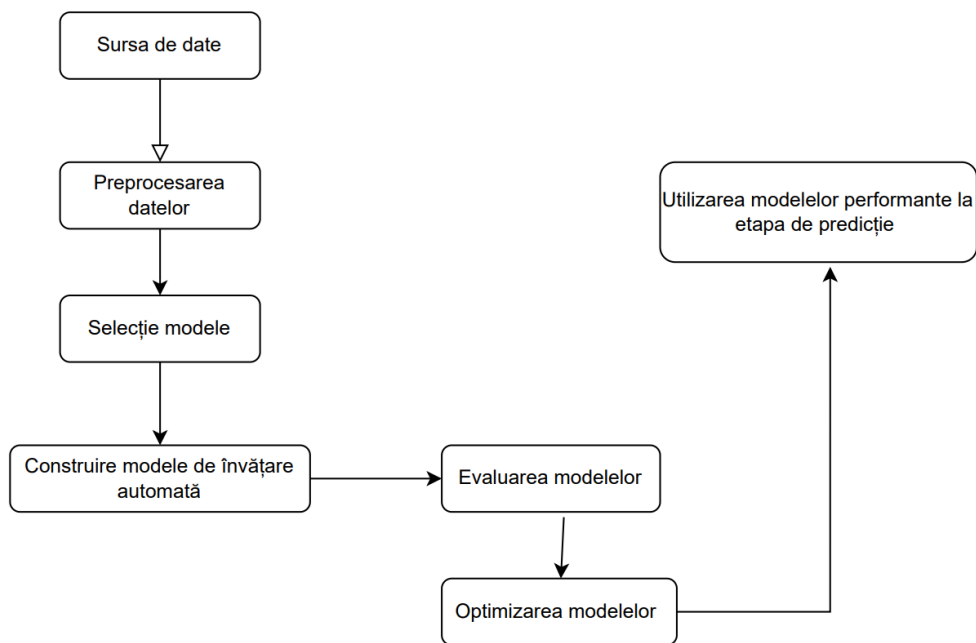 Sursa de date
Preprocesarea
datelor
Selecție modele
Construire modele de învățare
automată
Evaluarea modelelor
Optimizarea modelelor
Utilizarea modelelor performante la
etapa de predicție